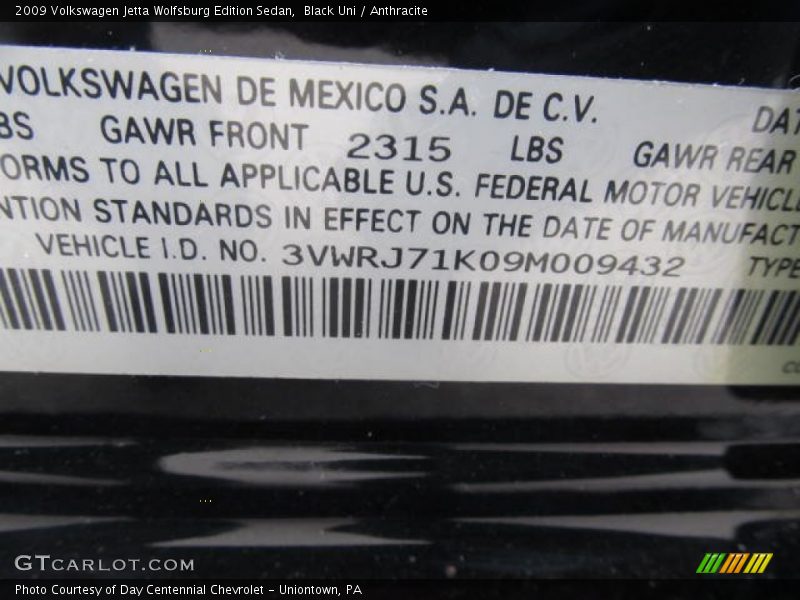 2009 Volkswagen Jetta Wolfsburg Edition Sedan, Black Uni / Anthracite
VOLKSWAGEN DE MEXICO S.A. DE C.V. DAT
BS GAWR FRONT 2315 LBS GAWR REAR
ORMS TO ALL APPLICABLE U.S. FEDERAL MOTOR VEHICLE
NTION STANDARDS IN EFFECT ON THE DATE OF MANUFACT
VEHICLE I.D. NO. 3VWRJ71K09M009432 TYPE
GTCARLOT.COM
Photo Courtesy of Day Centennial Chevrolet - Uniontown, PA